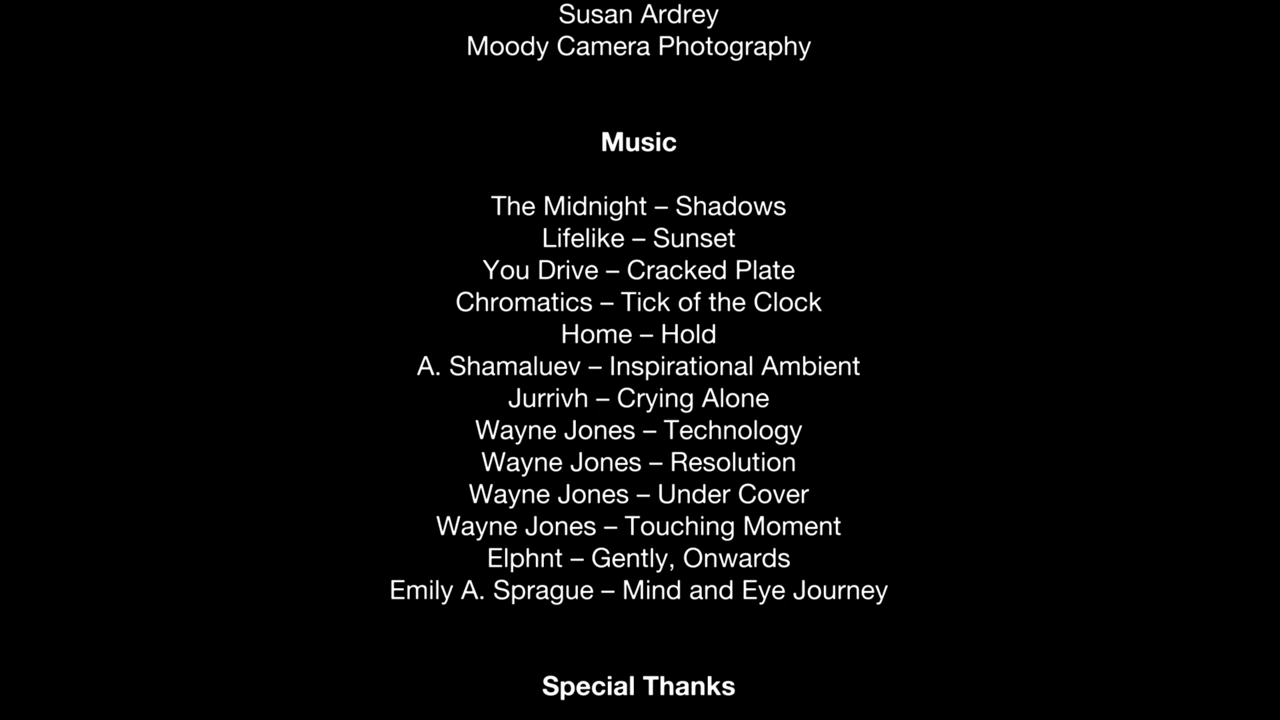 Susan Ardrey
Moody Camera Photography
Music
The Midnight – Shadows
Lifelike – Sunset
You Drive – Cracked Plate
Chromatics – Tick of the Clock
Home – Hold
A. Shamaluev – Inspirational Ambient
Jurrivh – Crying Alone
Wayne Jones – Technology
Wayne Jones – Resolution
Wayne Jones – Under Cover
Wayne Jones – Touching Moment
Elphnt – Gently, Onwards
Emily A. Sprague – Mind and Eye Journey
Special Thanks